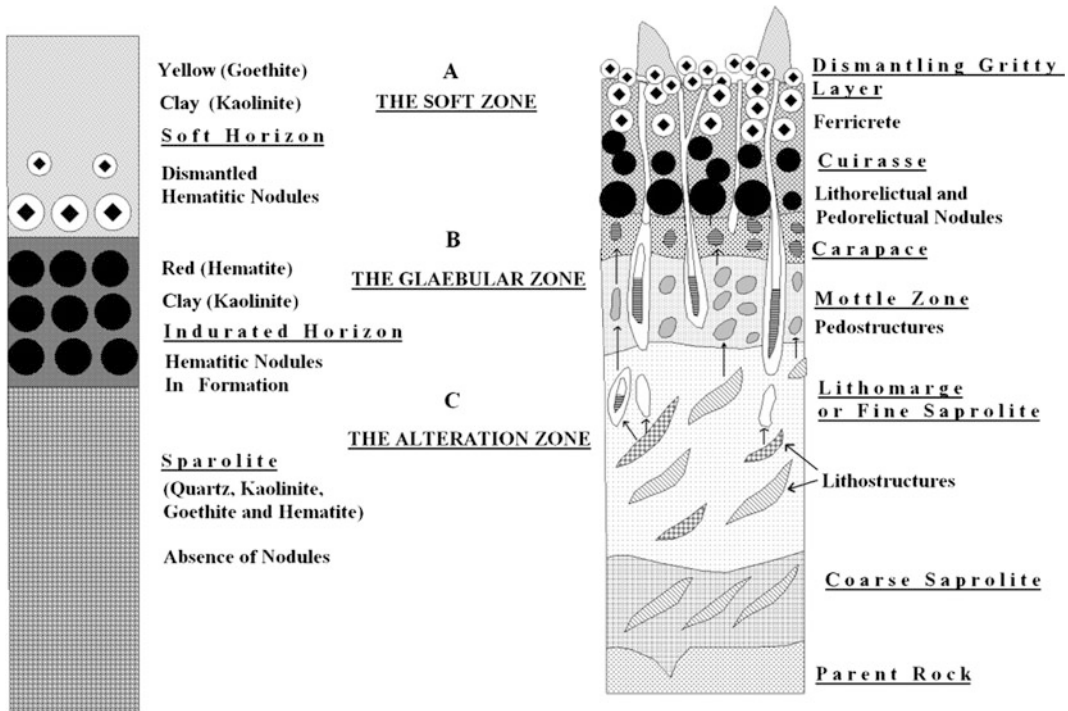 Yellow (Goethite)
Clay (Kaolinite)
Soft Horizon
Dismantled
Hematitic Nodules
Red (Hematite)
Clay (Kaolinite)
Indurated Horizon
Hematitic Nodules
In Formation
Sparolite
(Quartz, Kaolinite,
Goethite and Hematite)
Absence of Nodules
A
THE SOFT ZONE
B
THE GLAEBULAR ZONE
C
THE ALTERATION ZONE
Dismantling Gritty
Layer
Ferricrete
Cuirasse
Lithorelictual and
Pedorelictual Nodules
Carapace
Mottle Zone
Pedostructures
Lithomarge
or Fine Saprolite
Lithostructures
Coarse Saprolite
Parent Rock